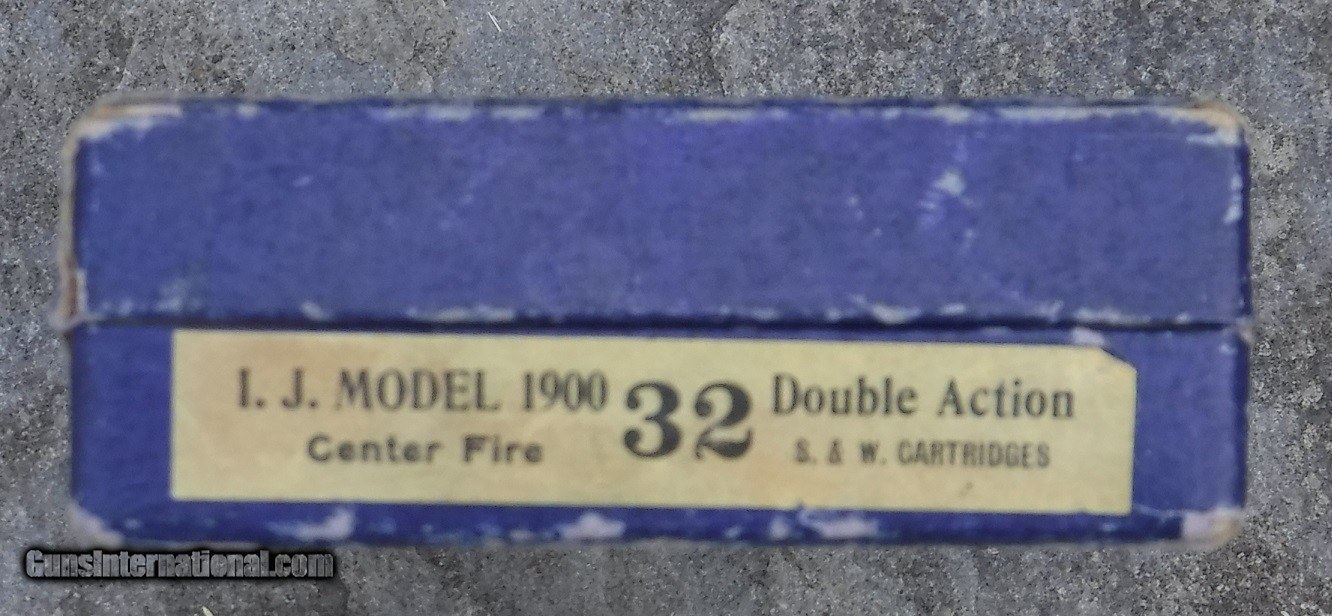 I. J. MODEL 1900 32 Double Action
Center Fire S. & W. CARTRIDGES
GunsInternational.com